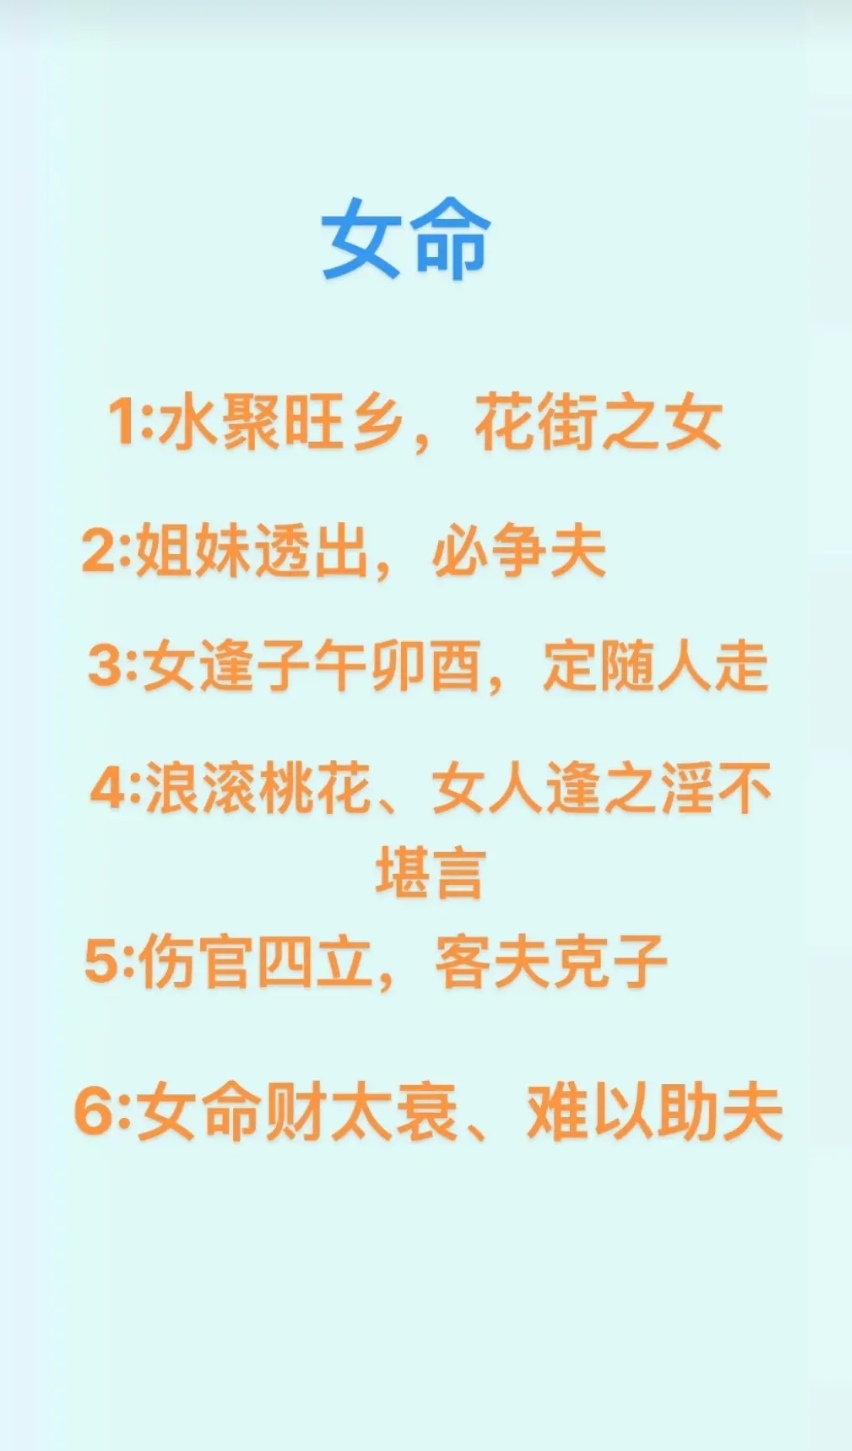 女命
1:水聚旺乡，花街之女
2:姐妹透出，必争夫
3:女逢子午卯酉，定随人走
4:浪滚桃花、女人逢之淫不
堪言
5:伤官四立，客夫克子
6:女命财太衰、难以助夫